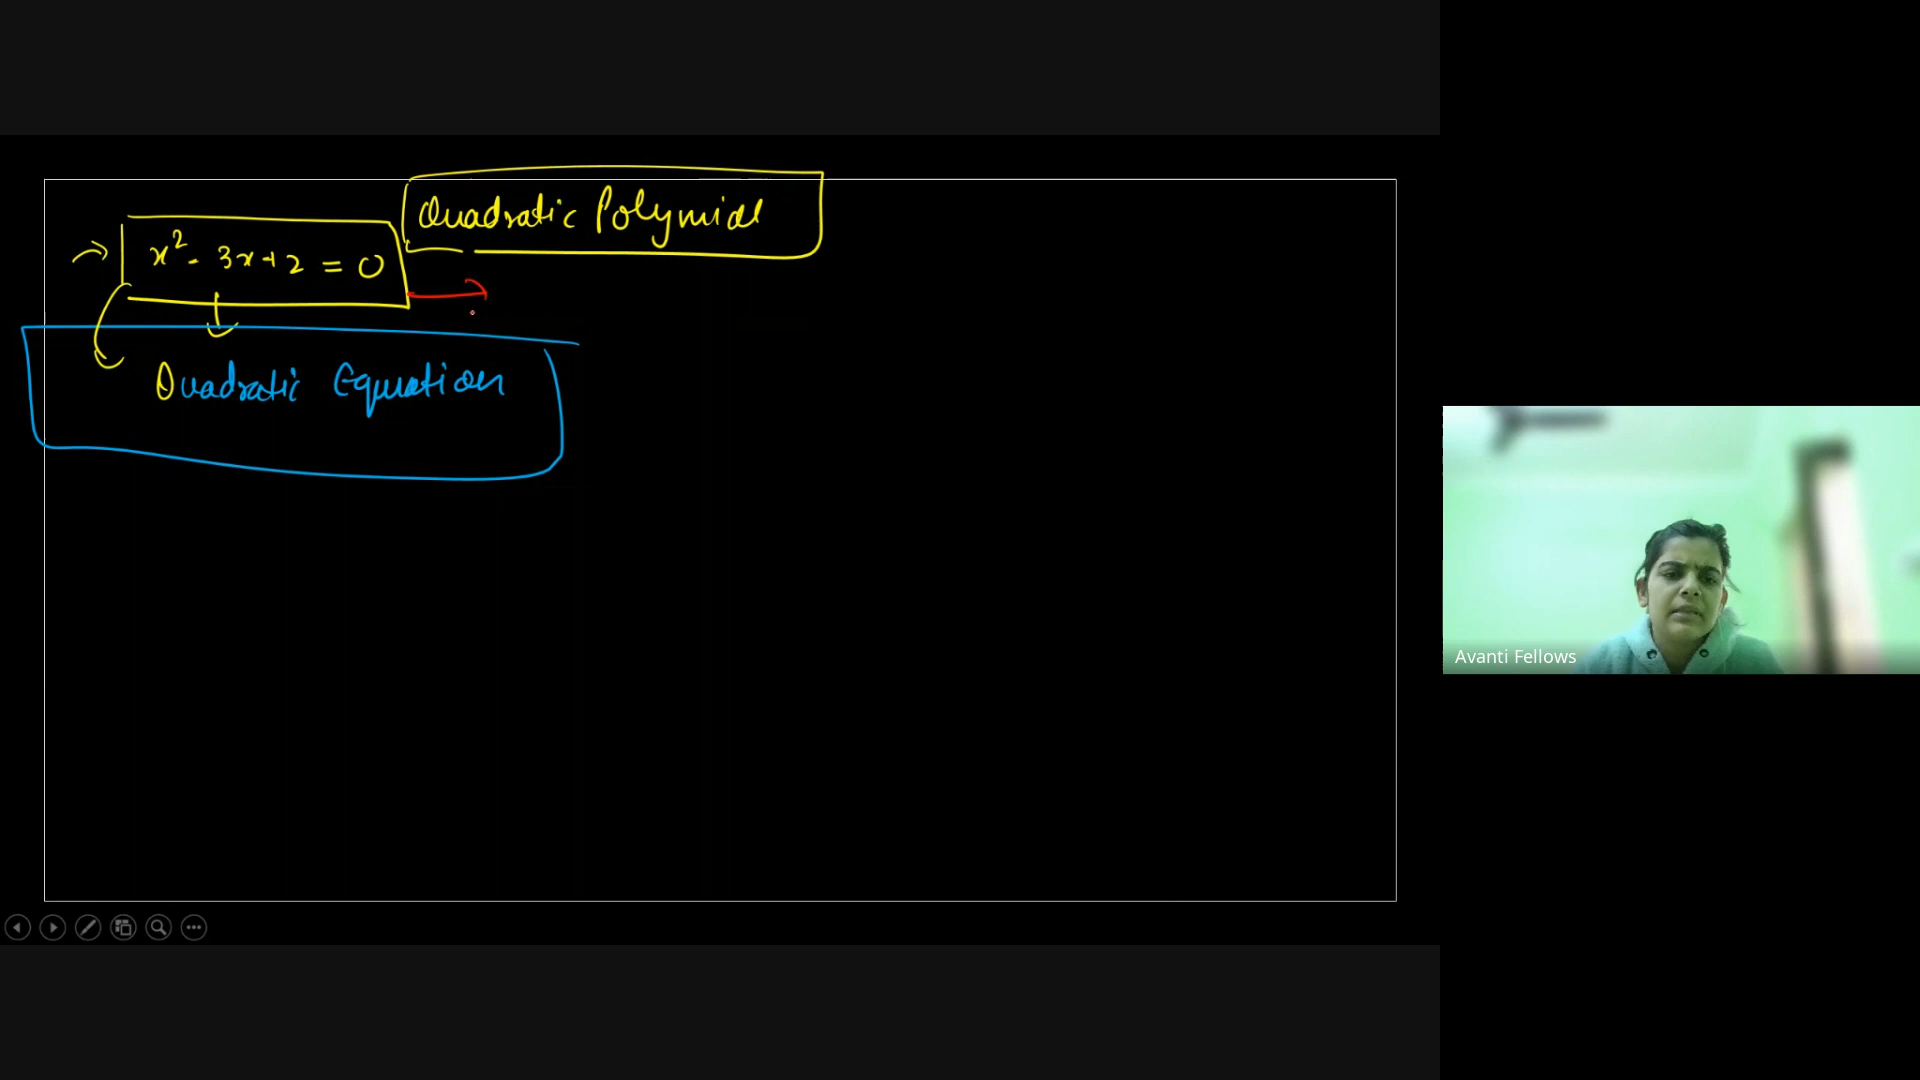 Quadratic Polymial
x² - 3x + 2 = 0
Quadratic Equation
Avanti Fellows